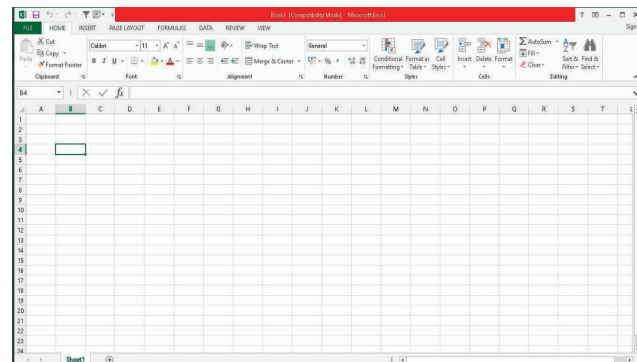 Book1 [Compatibility Mode] - Microsoft Excel
FILE HOME INSERT PAGE LAYOUT FORMULAS DATA REVIEW VIEW Sign
Cut
Copy
Paste
Format Painter
Clipboard
Calibri 11 A A
B I U A
Font
Wrap Text
Merge & Center
Alignment
General
% ,
Number
Conditional Formatting
Format as Table
Cell Styles
Styles
Insert Delete Format
Cells
AutoSum
Fill
Clear
Sort & Filter
Find & Select
Editing
B4 fx
A B C D E F G H I J K L M N O P Q R S T
1
2
3
4
5
6
7
8
9
10
11
12
13
14
15
16
17
18
19
20
21
22
23
24
Sheet1